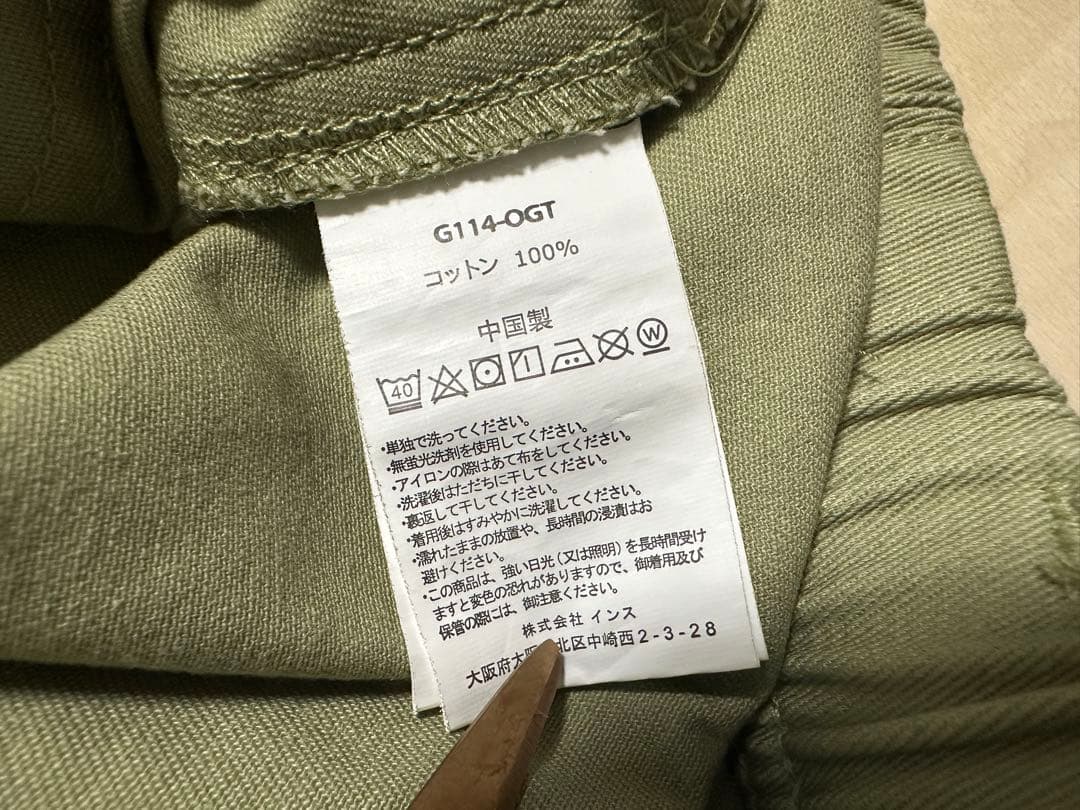 G114-OGT
コットン 100%
中国製
40 W
・単独で洗ってください。
・無蛍光洗剤を使用してください。
・アイロンの際はあて布をしてください。
・洗濯後はただちに干してください。
・裏返して干してください。
・着用後はすみやかに洗濯してください。
・濡れたままの放置や、長時間の浸漬はお
避けください。
・この商品は、強い日光(又は照明)を長時間受け
ますと変色の恐れがありますので、御着用及び
保管の際には、御注意ください。
株式会社 インス
大阪府大 北区中崎西2-3-28